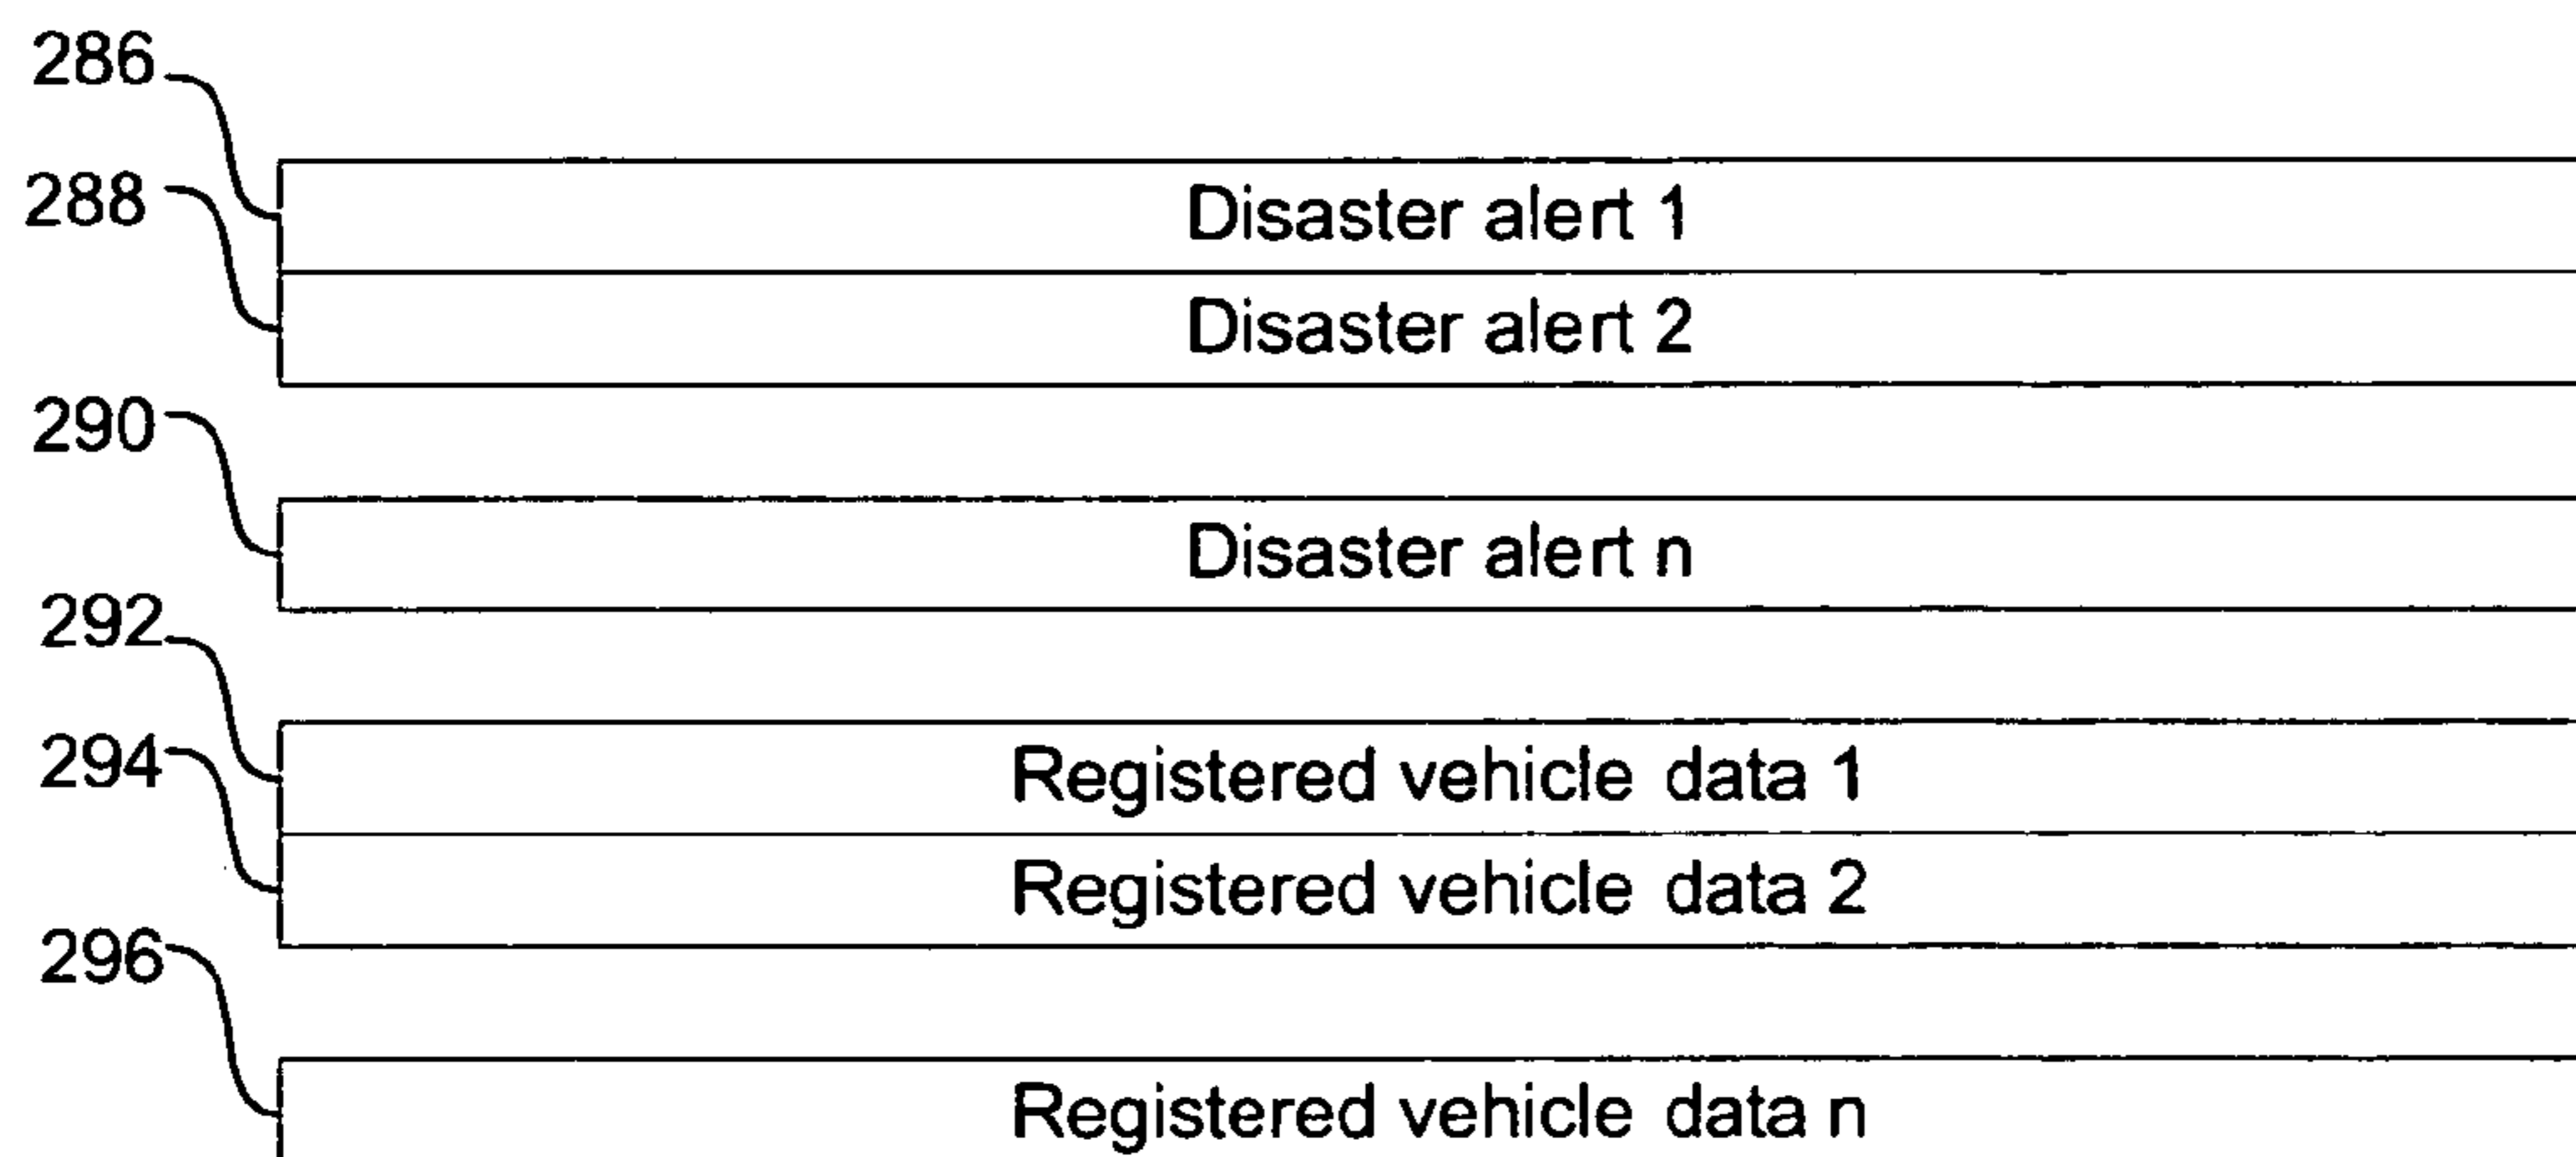 286
Disaster alert 1
288
Disaster alert 2
290
Disaster alert n
292
Registered vehicle data 1
294
Registered vehicle data 2
296
Registered vehicle data n